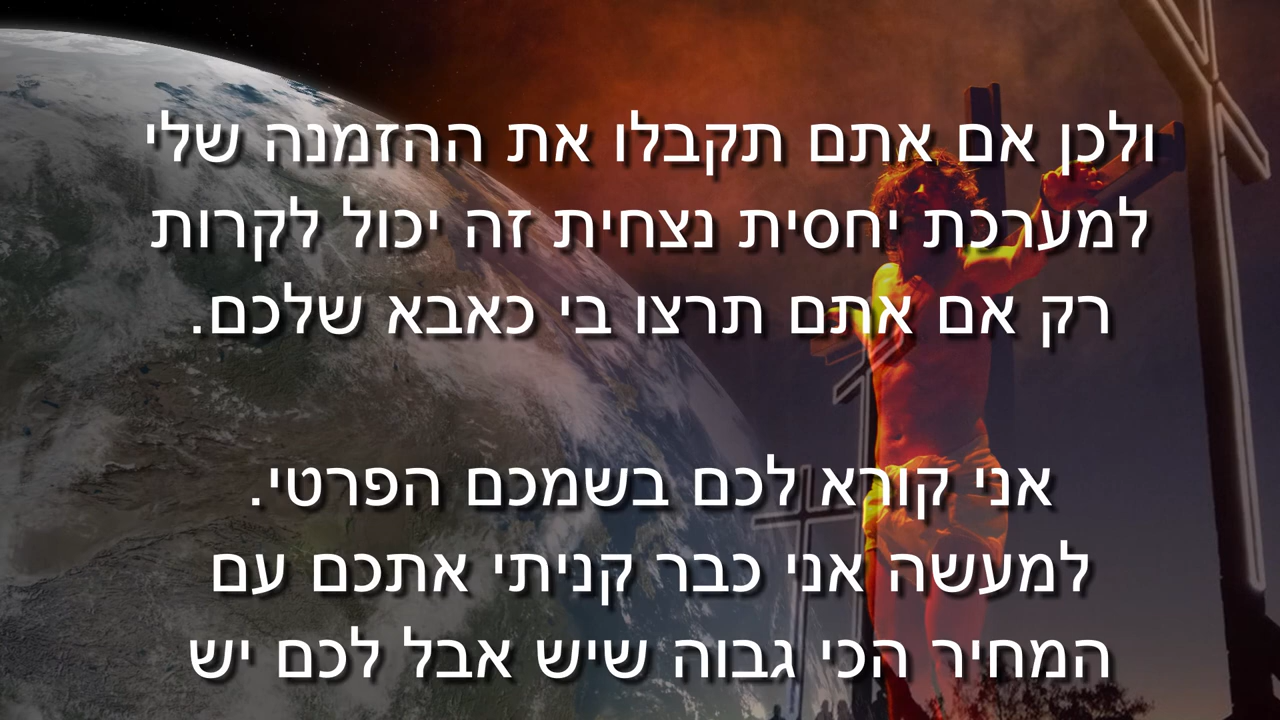 ולכן אם אתם תקבלו את ההזמנה שלי
למערכת יחסית נצחית זה יכול לקרות
רק אם אתם תרצו בי כאבא שלכם.
אני קורא לכם בשמכם הפרטי.
למעשה אני כבר קניתי אתכם עם
המחיר הכי גבוה שיש אבל לכם יש